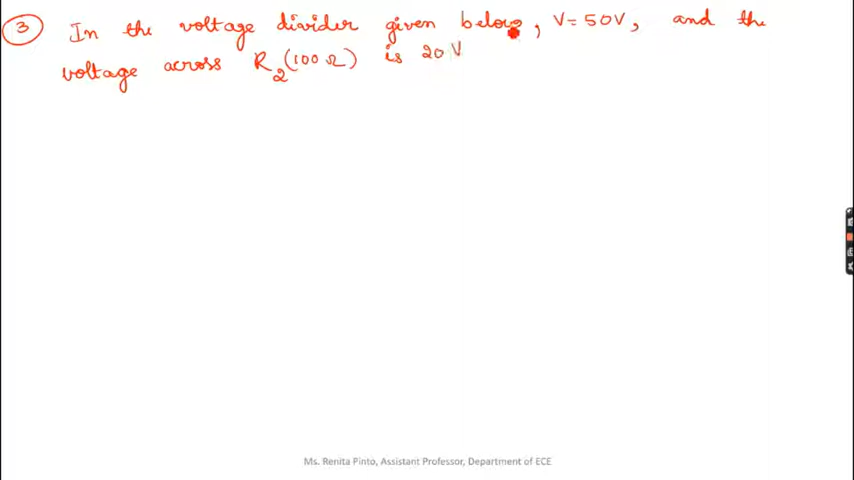 3 In the voltage divider given below, V = 50V, and the
voltage across R2 (100 Ω) is 20 V
Ms. Renita Pinto, Assistant Professor, Department of ECE